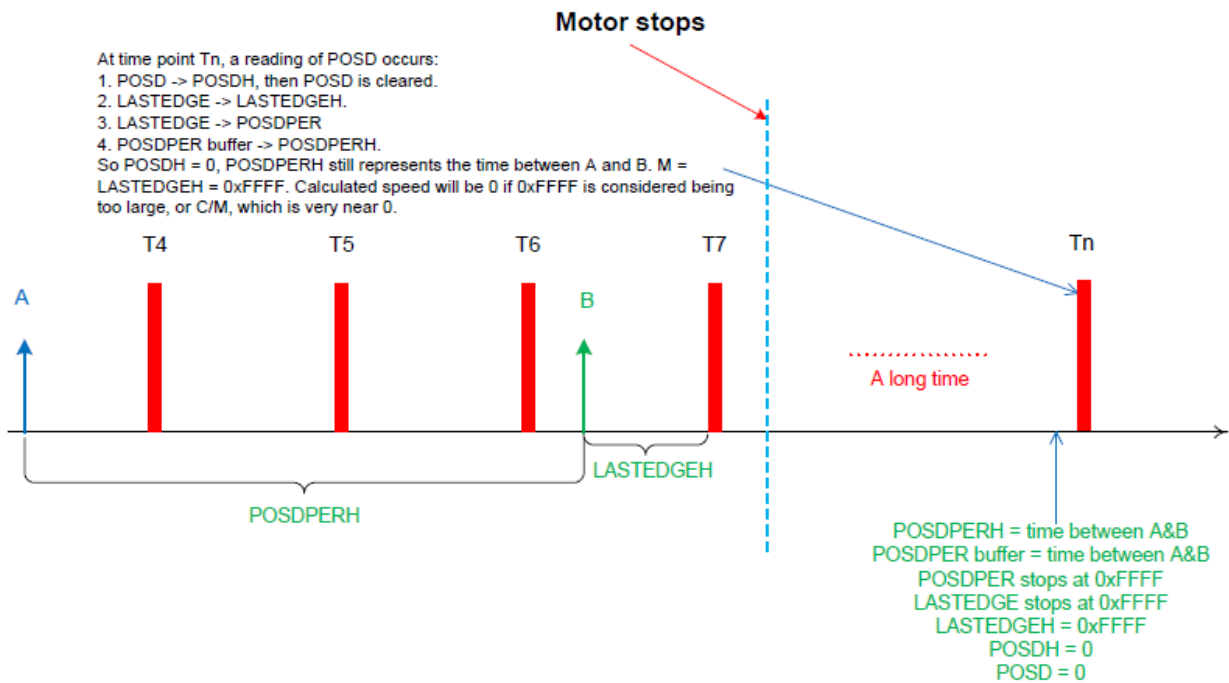 Motor stops
At time point Tn, a reading of POSD occurs:
1. POSD -> POSDH, then POSD is cleared.
2. LASTEDGE -> LASTEDGEH.
3. LASTEDGE -> POSDPER
4. POSDPER buffer -> POSDPERH.
So POSDH = 0, POSDPERH still represents the time between A and B. M =
LASTEDGEH = 0xFFFF. Calculated speed will be 0 if 0xFFFF is considered being
too large, or C/M, which is very near 0.
T4
T5
T6
T7
Tn
A
B
A long time
LASTEDGEH
POSDPERH
POSDPERH = time between A&B
POSDPER buffer = time between A&B
POSDPER stops at 0xFFFF
LASTEDGE stops at 0xFFFF
LASTEDGEH = 0xFFFF
POSDH = 0
POSD = 0